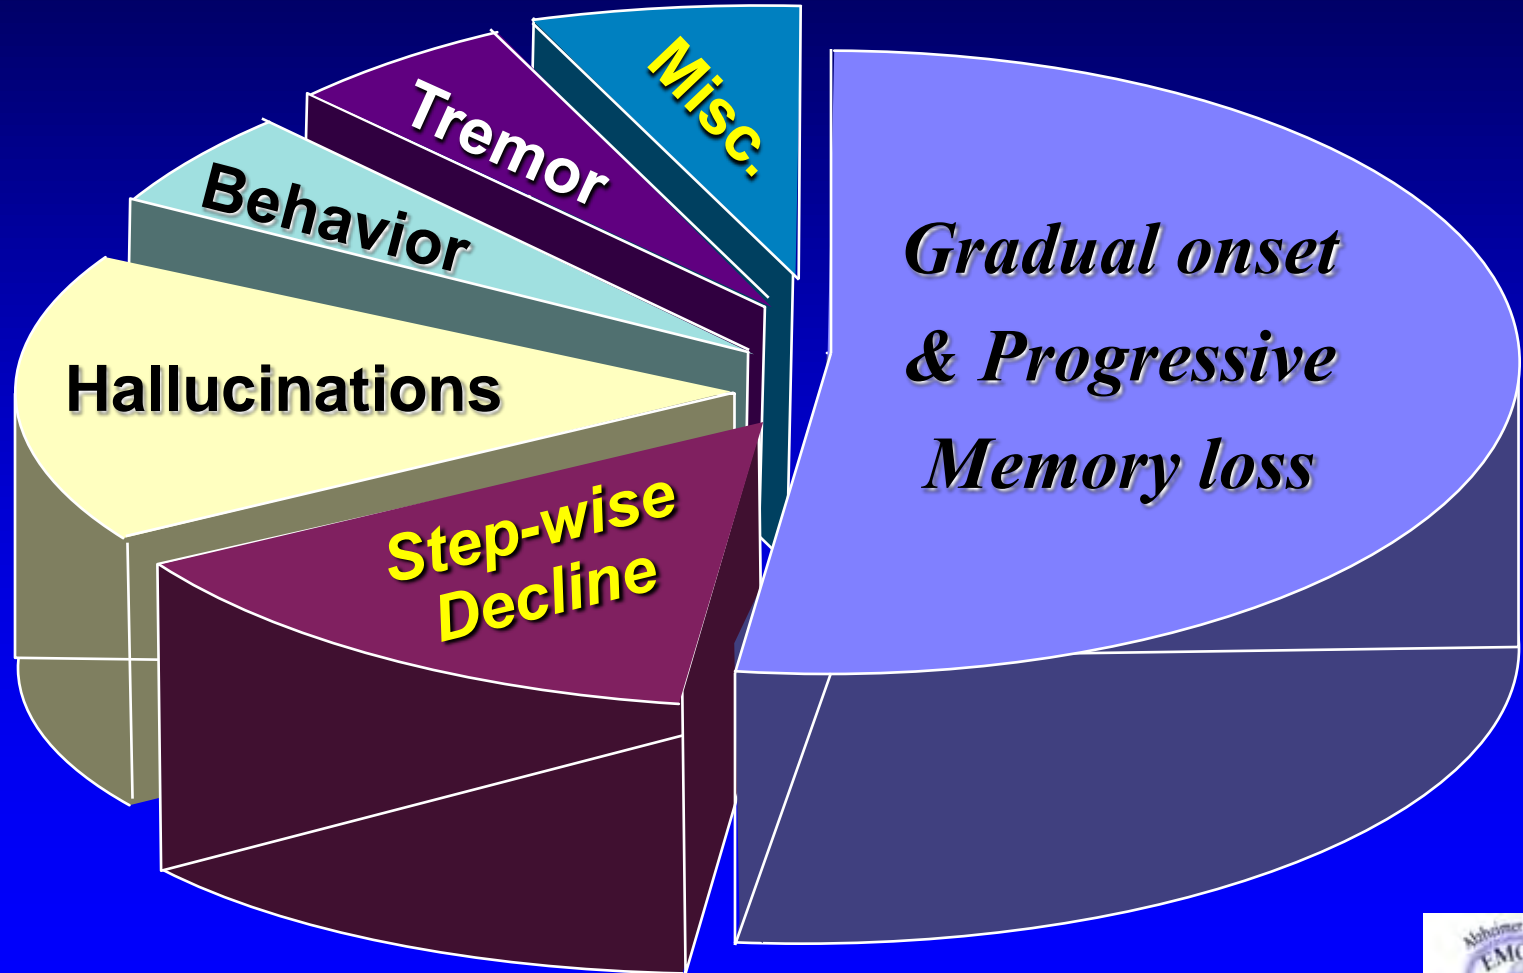 Misc.
Tremor
Behavior
Hallucinations
Step-wise
Decline
Gradual onset
& Progressive
Memory loss